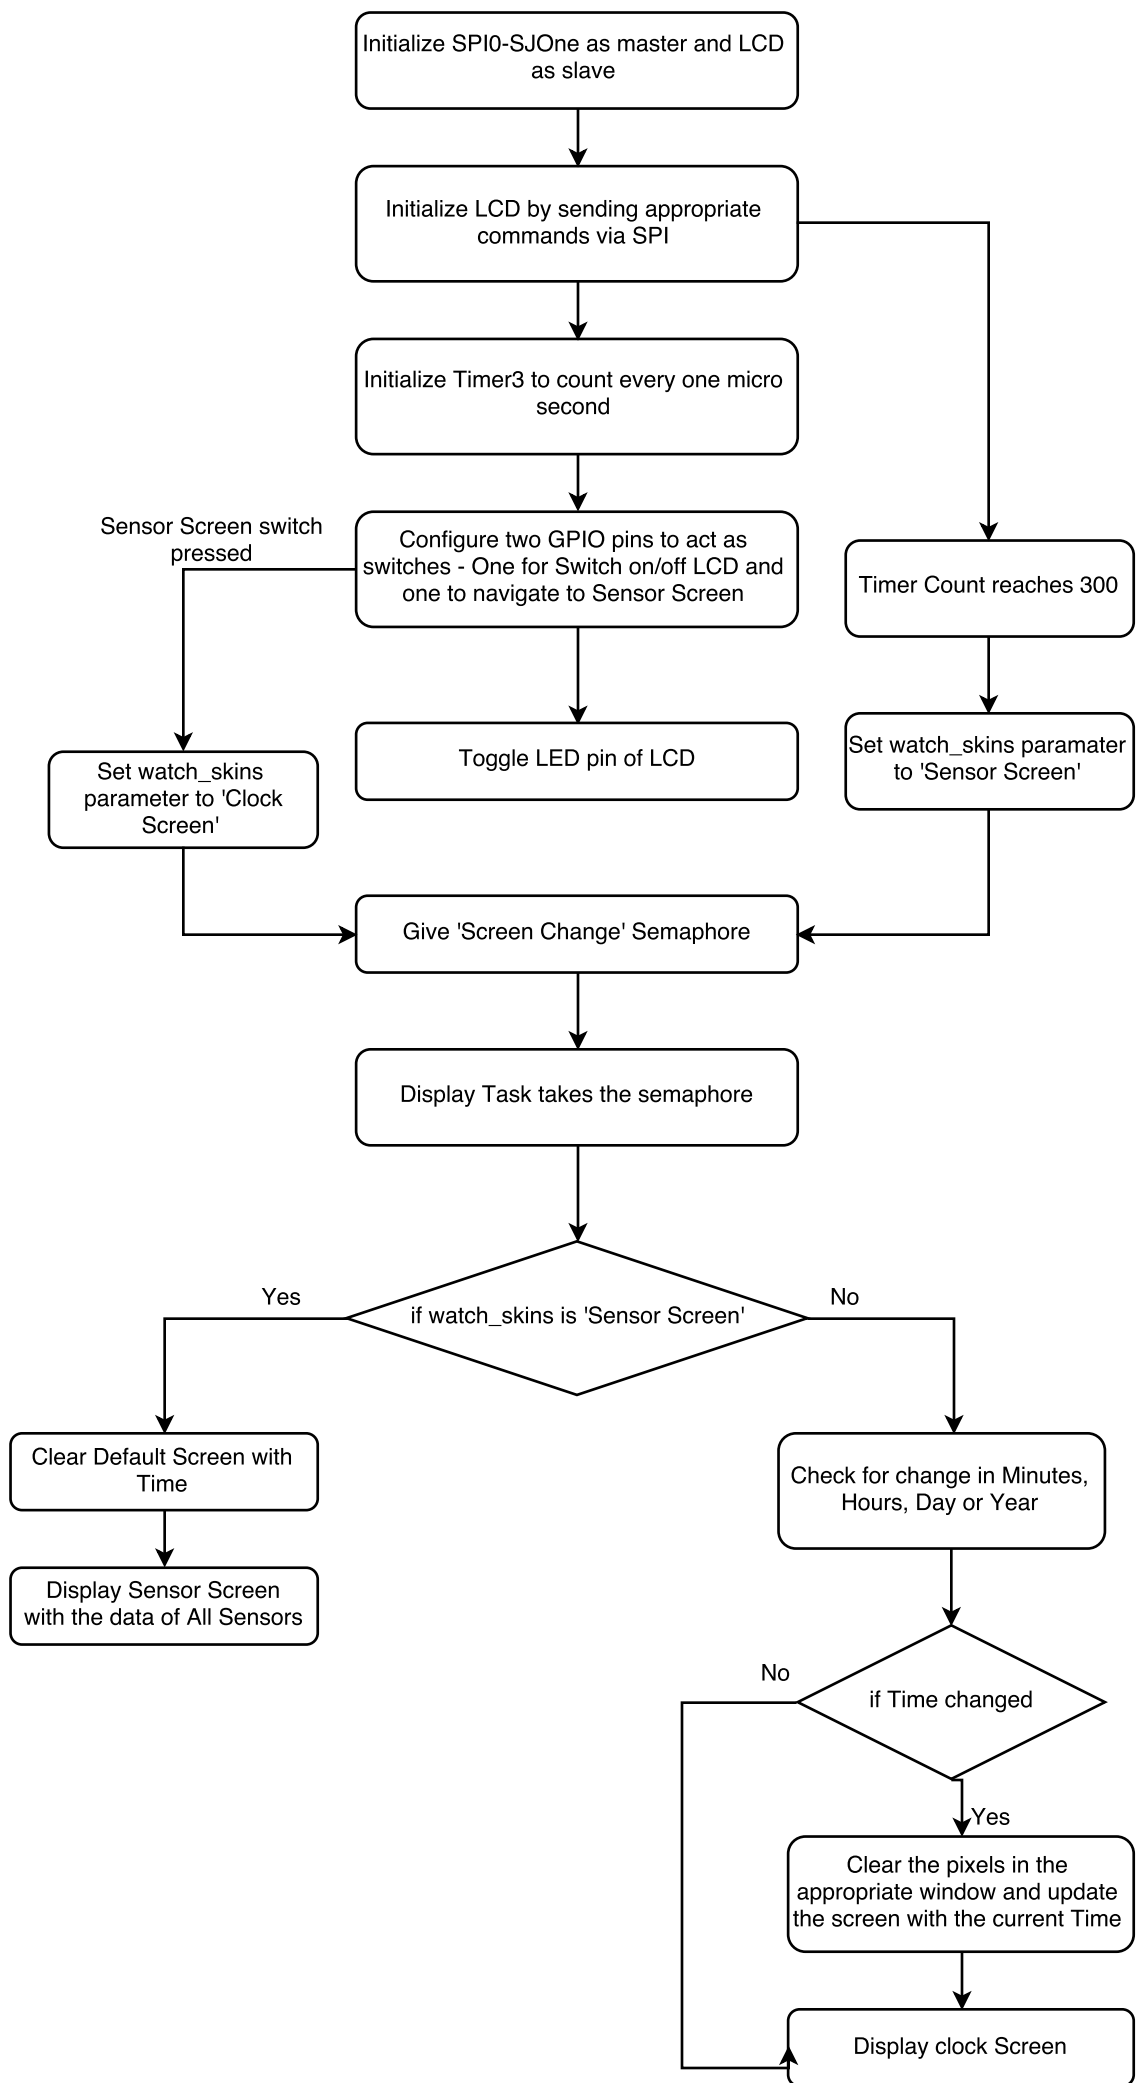 Initialize SPI0-SJOne as master and LCD
as slave
Initialize LCD by sending appropriate
commands via SPI
Initialize Timer3 to count every one micro
second
Sensor Screen switch
pressed
Configure two GPIO pins to act as
switches - One for Switch on/off LCD and
one to navigate to Sensor Screen
Timer Count reaches 300
Toggle LED pin of LCD
Set watch_skins paramater
to 'Sensor Screen'
Set watch_skins
parameter to 'Clock
Screen'
Give 'Screen Change' Semaphore
Display Task takes the semaphore
if watch_skins is 'Sensor Screen'
Yes
No
Clear Default Screen with
Time
Display Sensor Screen
with the data of All Sensors
Check for change in Minutes,
Hours, Day or Year
if Time changed
No
Yes
Clear the pixels in the
appropriate window and update
the screen with the current Time
Display clock Screen